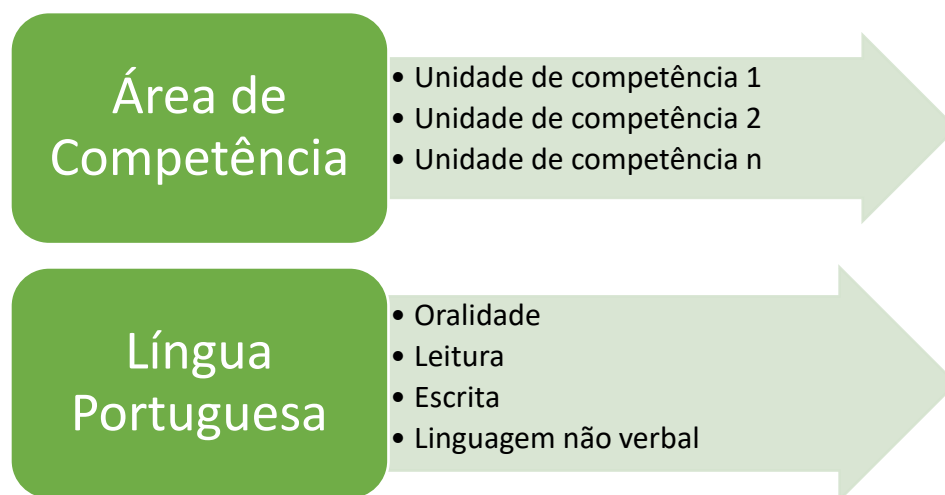 Área de
Competência
• Unidade de competência 1
• Unidade de competência 2
• Unidade de competência n
Língua
Portuguesa
• Oralidade
• Leitura
• Escrita
• Linguagem não verbal